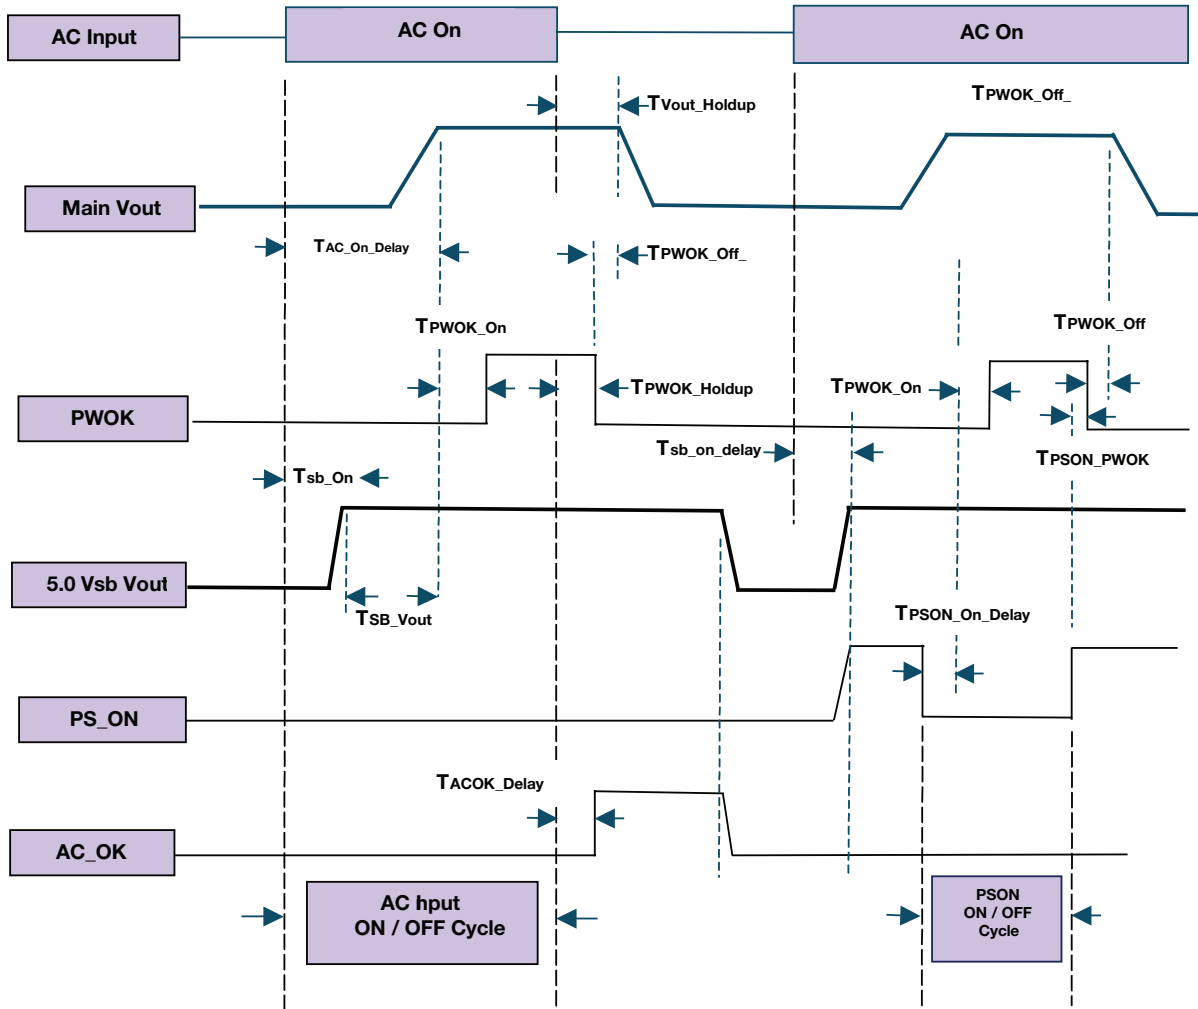 AC Input
AC On
AC On
TVout_Holdup
TPWOK_Off_
Main Vout
TAC_On_Delay
TPWOK_Off_
TPWOK_On
TPWOK_Off
TPWOK_Holdup
TPWOK_On
PWOK
Tsb_on_delay
TPSON_PWOK
Tsb_On
5.0 Vsb Vout
TSB_Vout
TPSON_On_Delay
PS_ON
TACOK_Delay
AC_OK
AC hput
ON / OFF Cycle
PSON
ON / OFF
Cycle